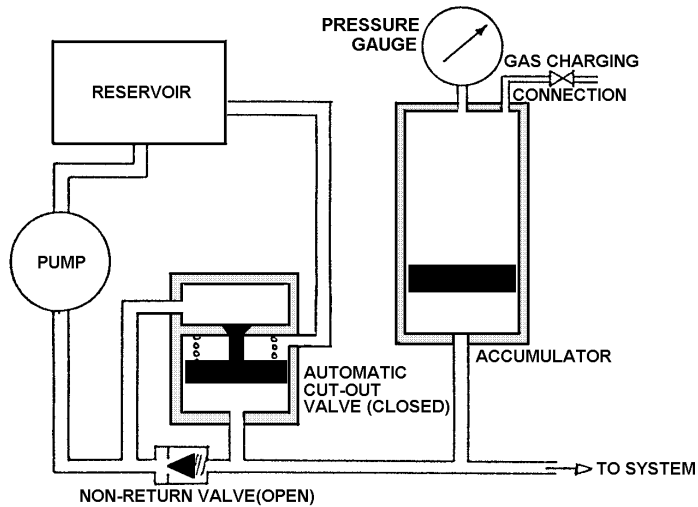 PRESSURE
GAUGE
GAS CHARGING
CONNECTION
RESERVOIR
PUMP
ACCUMULATOR
AUTOMATIC
CUT-OUT
VALVE (CLOSED)
TO SYSTEM
NON-RETURN VALVE(OPEN)